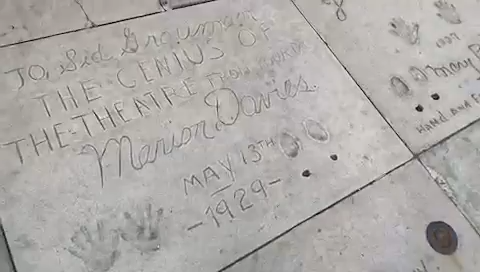 TO, Sid Grauman
THE GENIUS OF
THE-THEATRE
Marion Davies.
MAY 13TH
-1929-